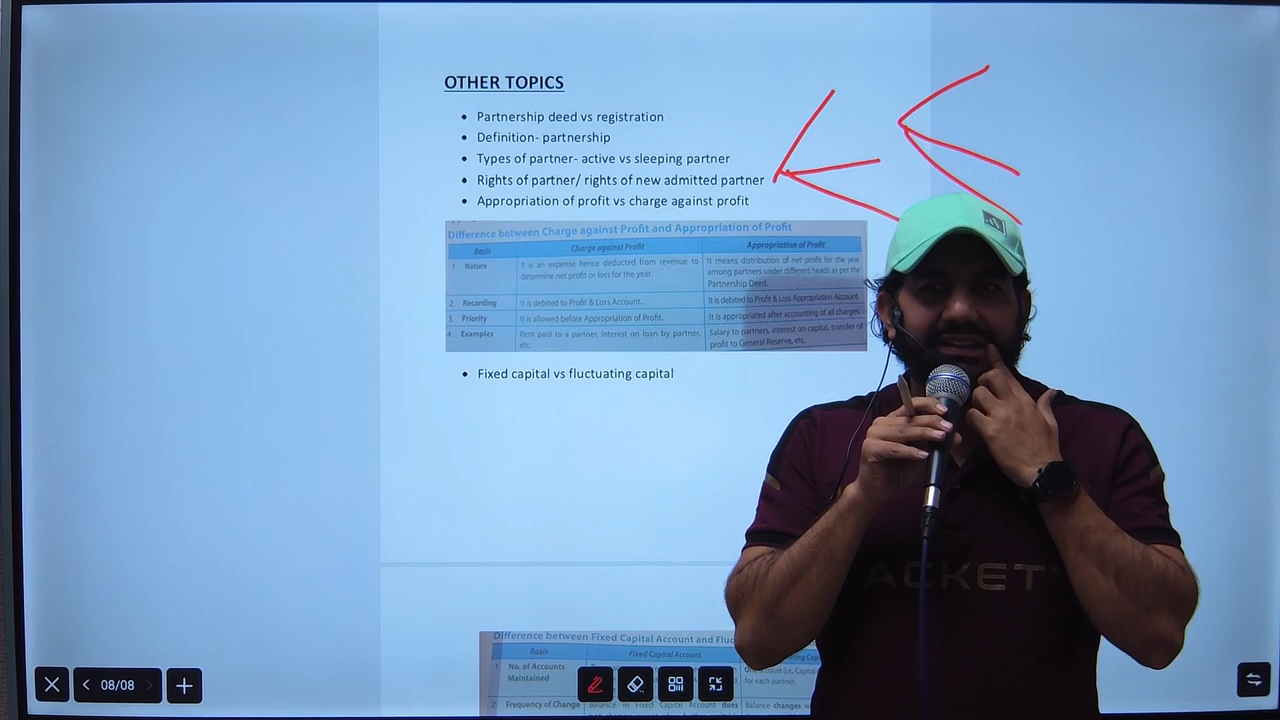 OTHER TOPICS
• Partnership deed vs registration
• Definition- partnership
• Types of partner- active vs sleeping partner
• Rights of partner/ rights of new admitted partner
• Appropriation of profit vs charge against profit
Difference between Charge against Profit and Appropriation of Profit
Basis Charge against Profit Appropriation of Profit
1. Nature It is an expense hence deducted from revenue to determine net profit or loss for the year. It means distribution of net profit for the year among partners under different heads as per the Partnership Deed.
2. Recording It is debited to Profit & Loss Account. It is debited to Profit & Loss Appropriation Account.
3. Priority It is allowed before Appropriation of Profit. It is appropriated after accounting of all charges.
4. Examples Rent paid to a partner, interest on loan by partner, etc. Salary to partners, interest on capital, transfer of profit to General Reserve, etc.
• Fixed capital vs fluctuating capital
Difference between Fixed Capital Account and
Basis Fixed Capital Account
1. No. of Accounts Maintained
for each partner.
2. Frequency of Change Balance in Fixed Capital Account does Balance changes
08/08
ACKET